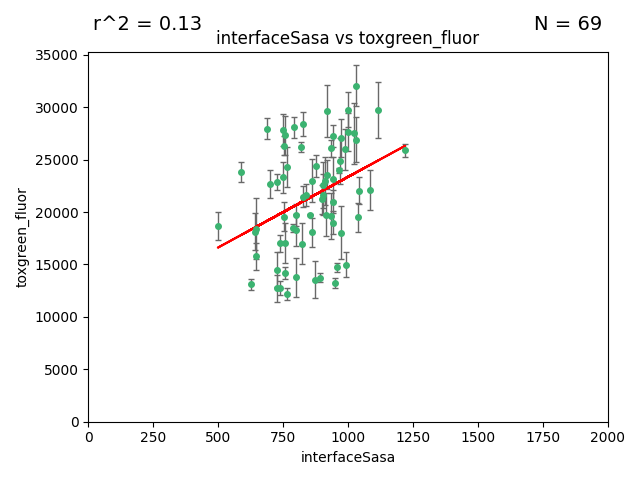 r^2 = 0.13
N = 69
interfaceSasa vs toxgreen_fluor
35000
30000
25000
20000
15000
10000
5000
0
toxgreen_fluor
0 250 500 750 1000 1250 1500 1750 2000
interfaceSasa